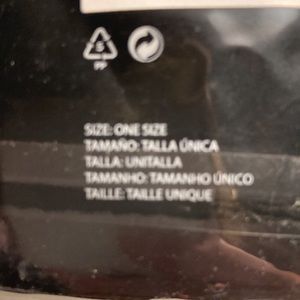 5
PP
SIZE: ONE SIZE
TAMAÑO: TALLA ÚNICA
TALLA: UNITALLA
TAMANHO: TAMANHO ÚNICO
TAILLE: TAILLE UNIQUE